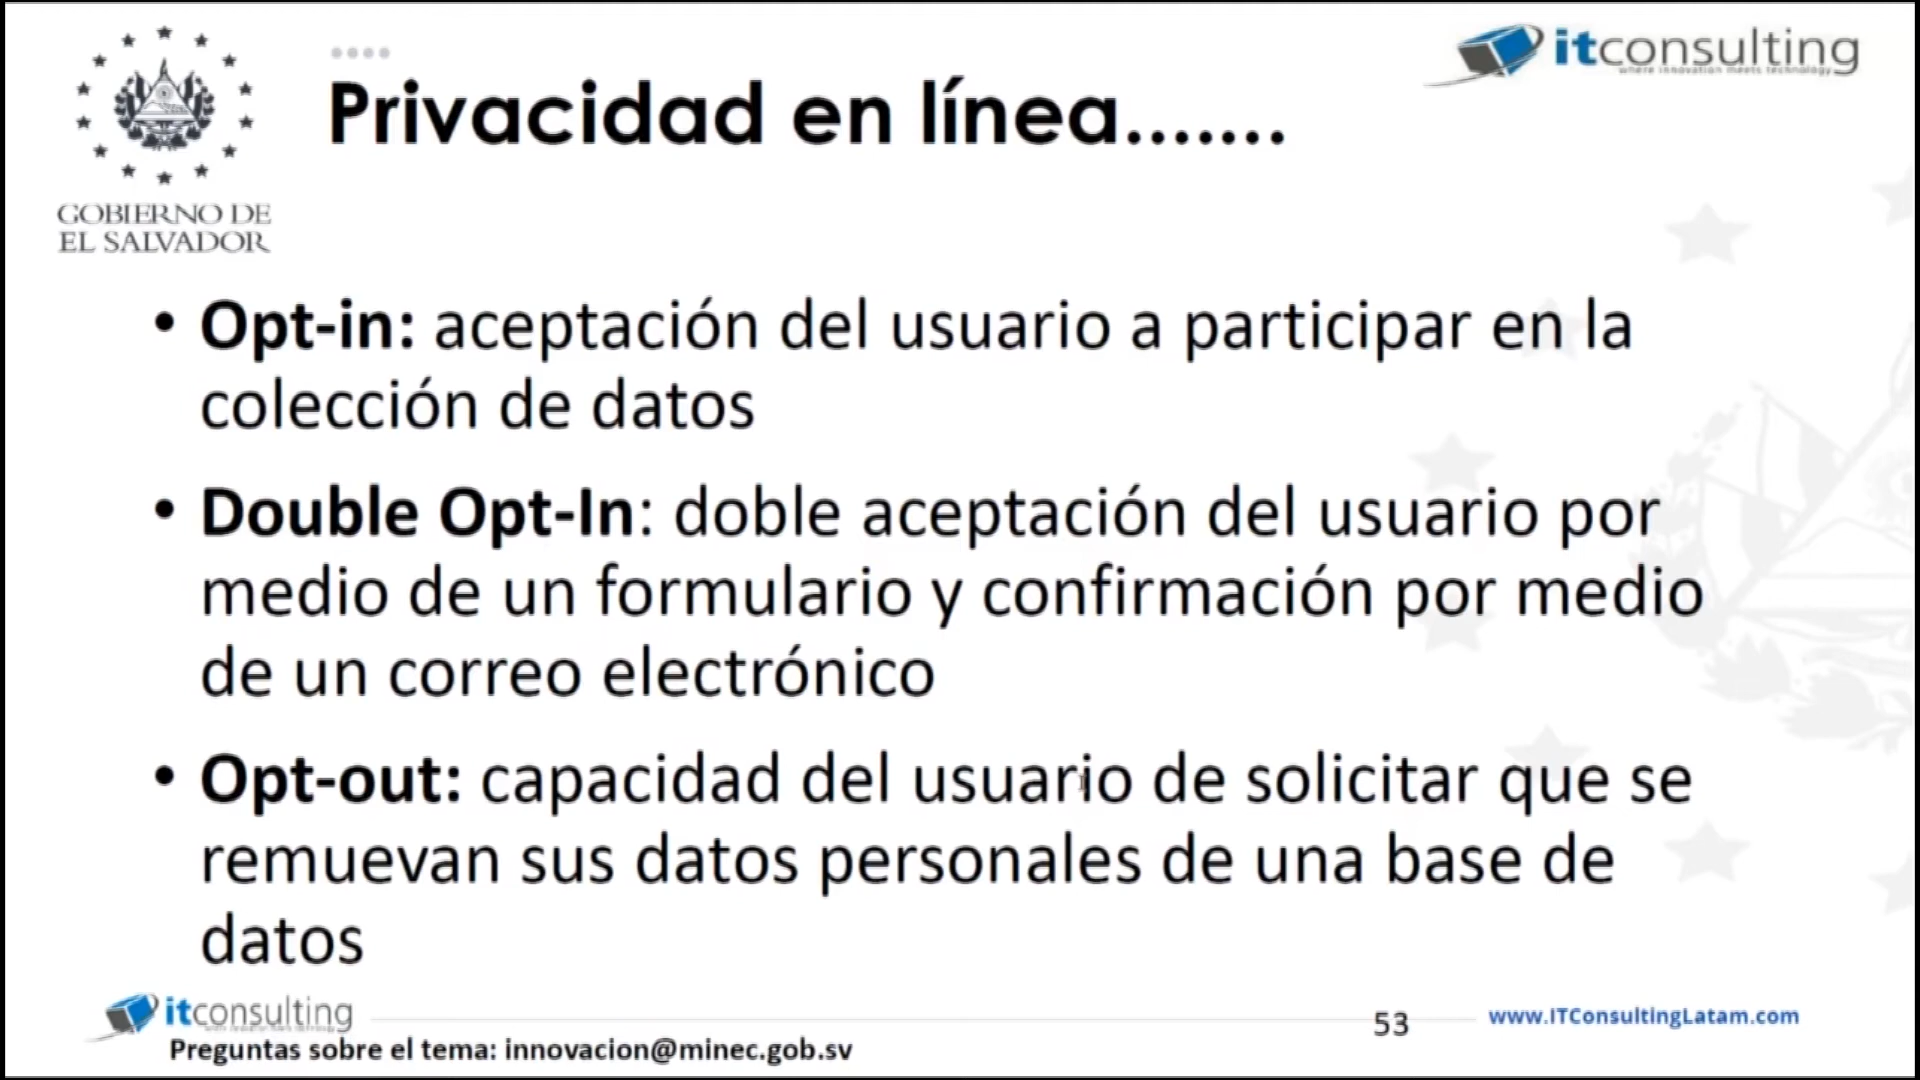 GOBIERNO DE
EL SALVADOR
Privacidad en línea.......
itconsulting
where innovation meets technology
• Opt-in: aceptación del usuario a participar en la
colección de datos
• Double Opt-In: doble aceptación del usuario por
medio de un formulario y confirmación por medio
de un correo electrónico
• Opt-out: capacidad del usuario de solicitar que se
remuevan sus datos personales de una base de
datos
itconsulting
53
www.ITConsultingLatam.com
Preguntas sobre el tema: innovacion@minec.gob.sv